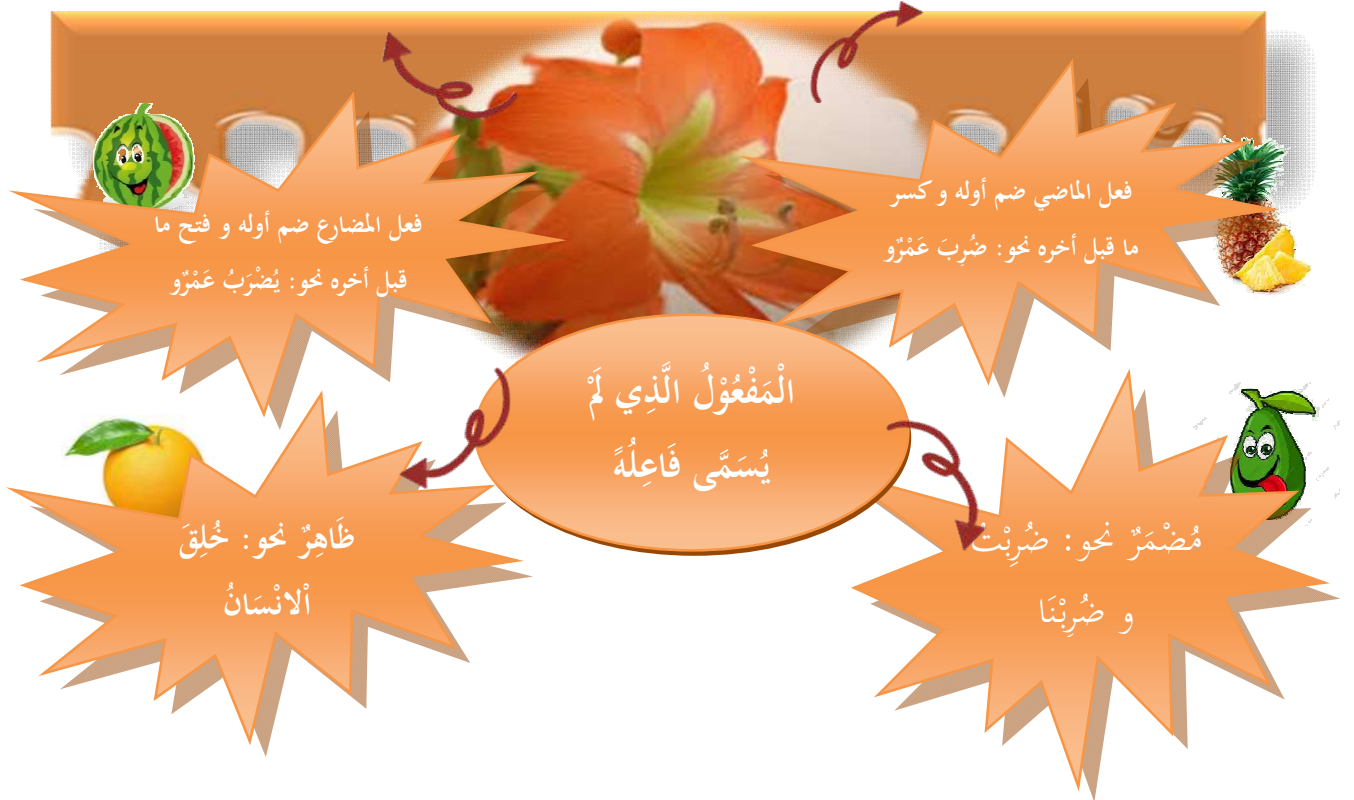 فعل الماضي ضم أوله و كسر
ما قبل أخره نحو: ضُرِبَ عَمْرٌو
فعل المضارع ضم أوله و فتح ما
قبل أخره نحو: يُضْرَبُ عَمْرٌو
الْمَفْعُوْلُ الَّذِي لَمْ
يُسَمَّى فَاعِلُهً
مُضْمَرٌ نحو: ضُرِبْتُ
و ضُرِبْنَا
ظَاهِرٌ نحو: خُلِقَ
اْلانْسَانُ